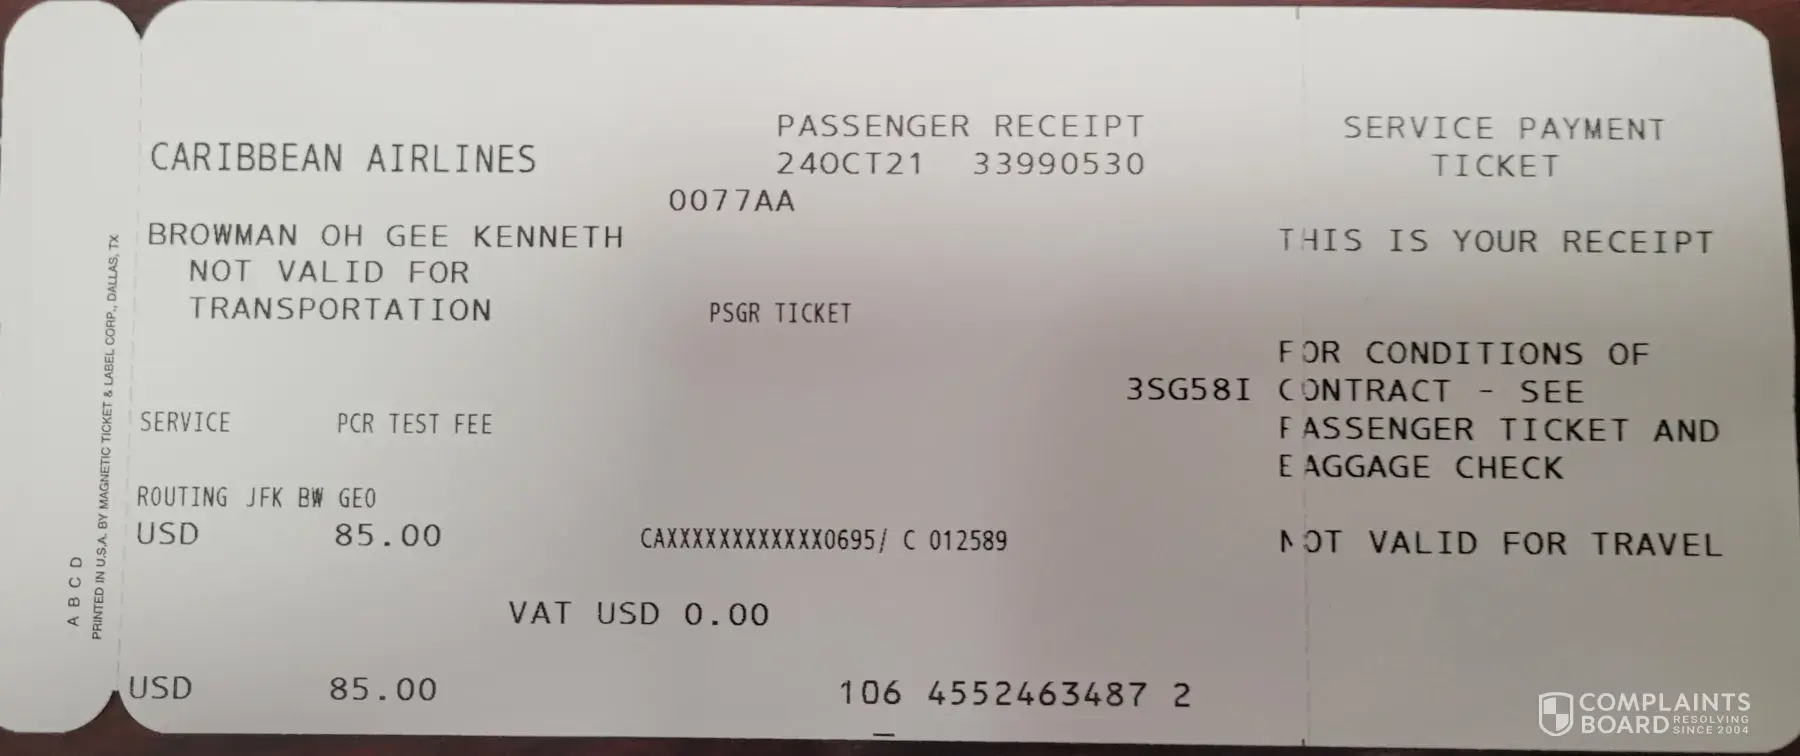 PASSENGER RECEIPT
SERVICE PAYMENT
TICKET
CARIBBEAN AIRLINES
24OCT21 33990530
0077AA
BROWMAN OH GEE KENNETH
NOT VALID FOR
TRANSPORTATION
PSGR TICKET
THIS IS YOUR RECEIPT
FOR CONDITIONS OF
3SG58I CONTRACT - SEE
PASSENGER TICKET AND
BAGGAGE CHECK
SERVICE PCR TEST FEE
ROUTING JFK BW GEO
USD 85.00
CAXXXXXXXXXXXX0695/ C 012589
NOT VALID FOR TRAVEL
VAT USD 0.00
USD 85.00
106 4552463487 2
A B C D
PRINTED IN U.S.A. BY MAGNETIC TICKET & LABEL CORP., DALLAS, TX
COMPLAINTS
BOARD RESOLVING
SINCE 2004